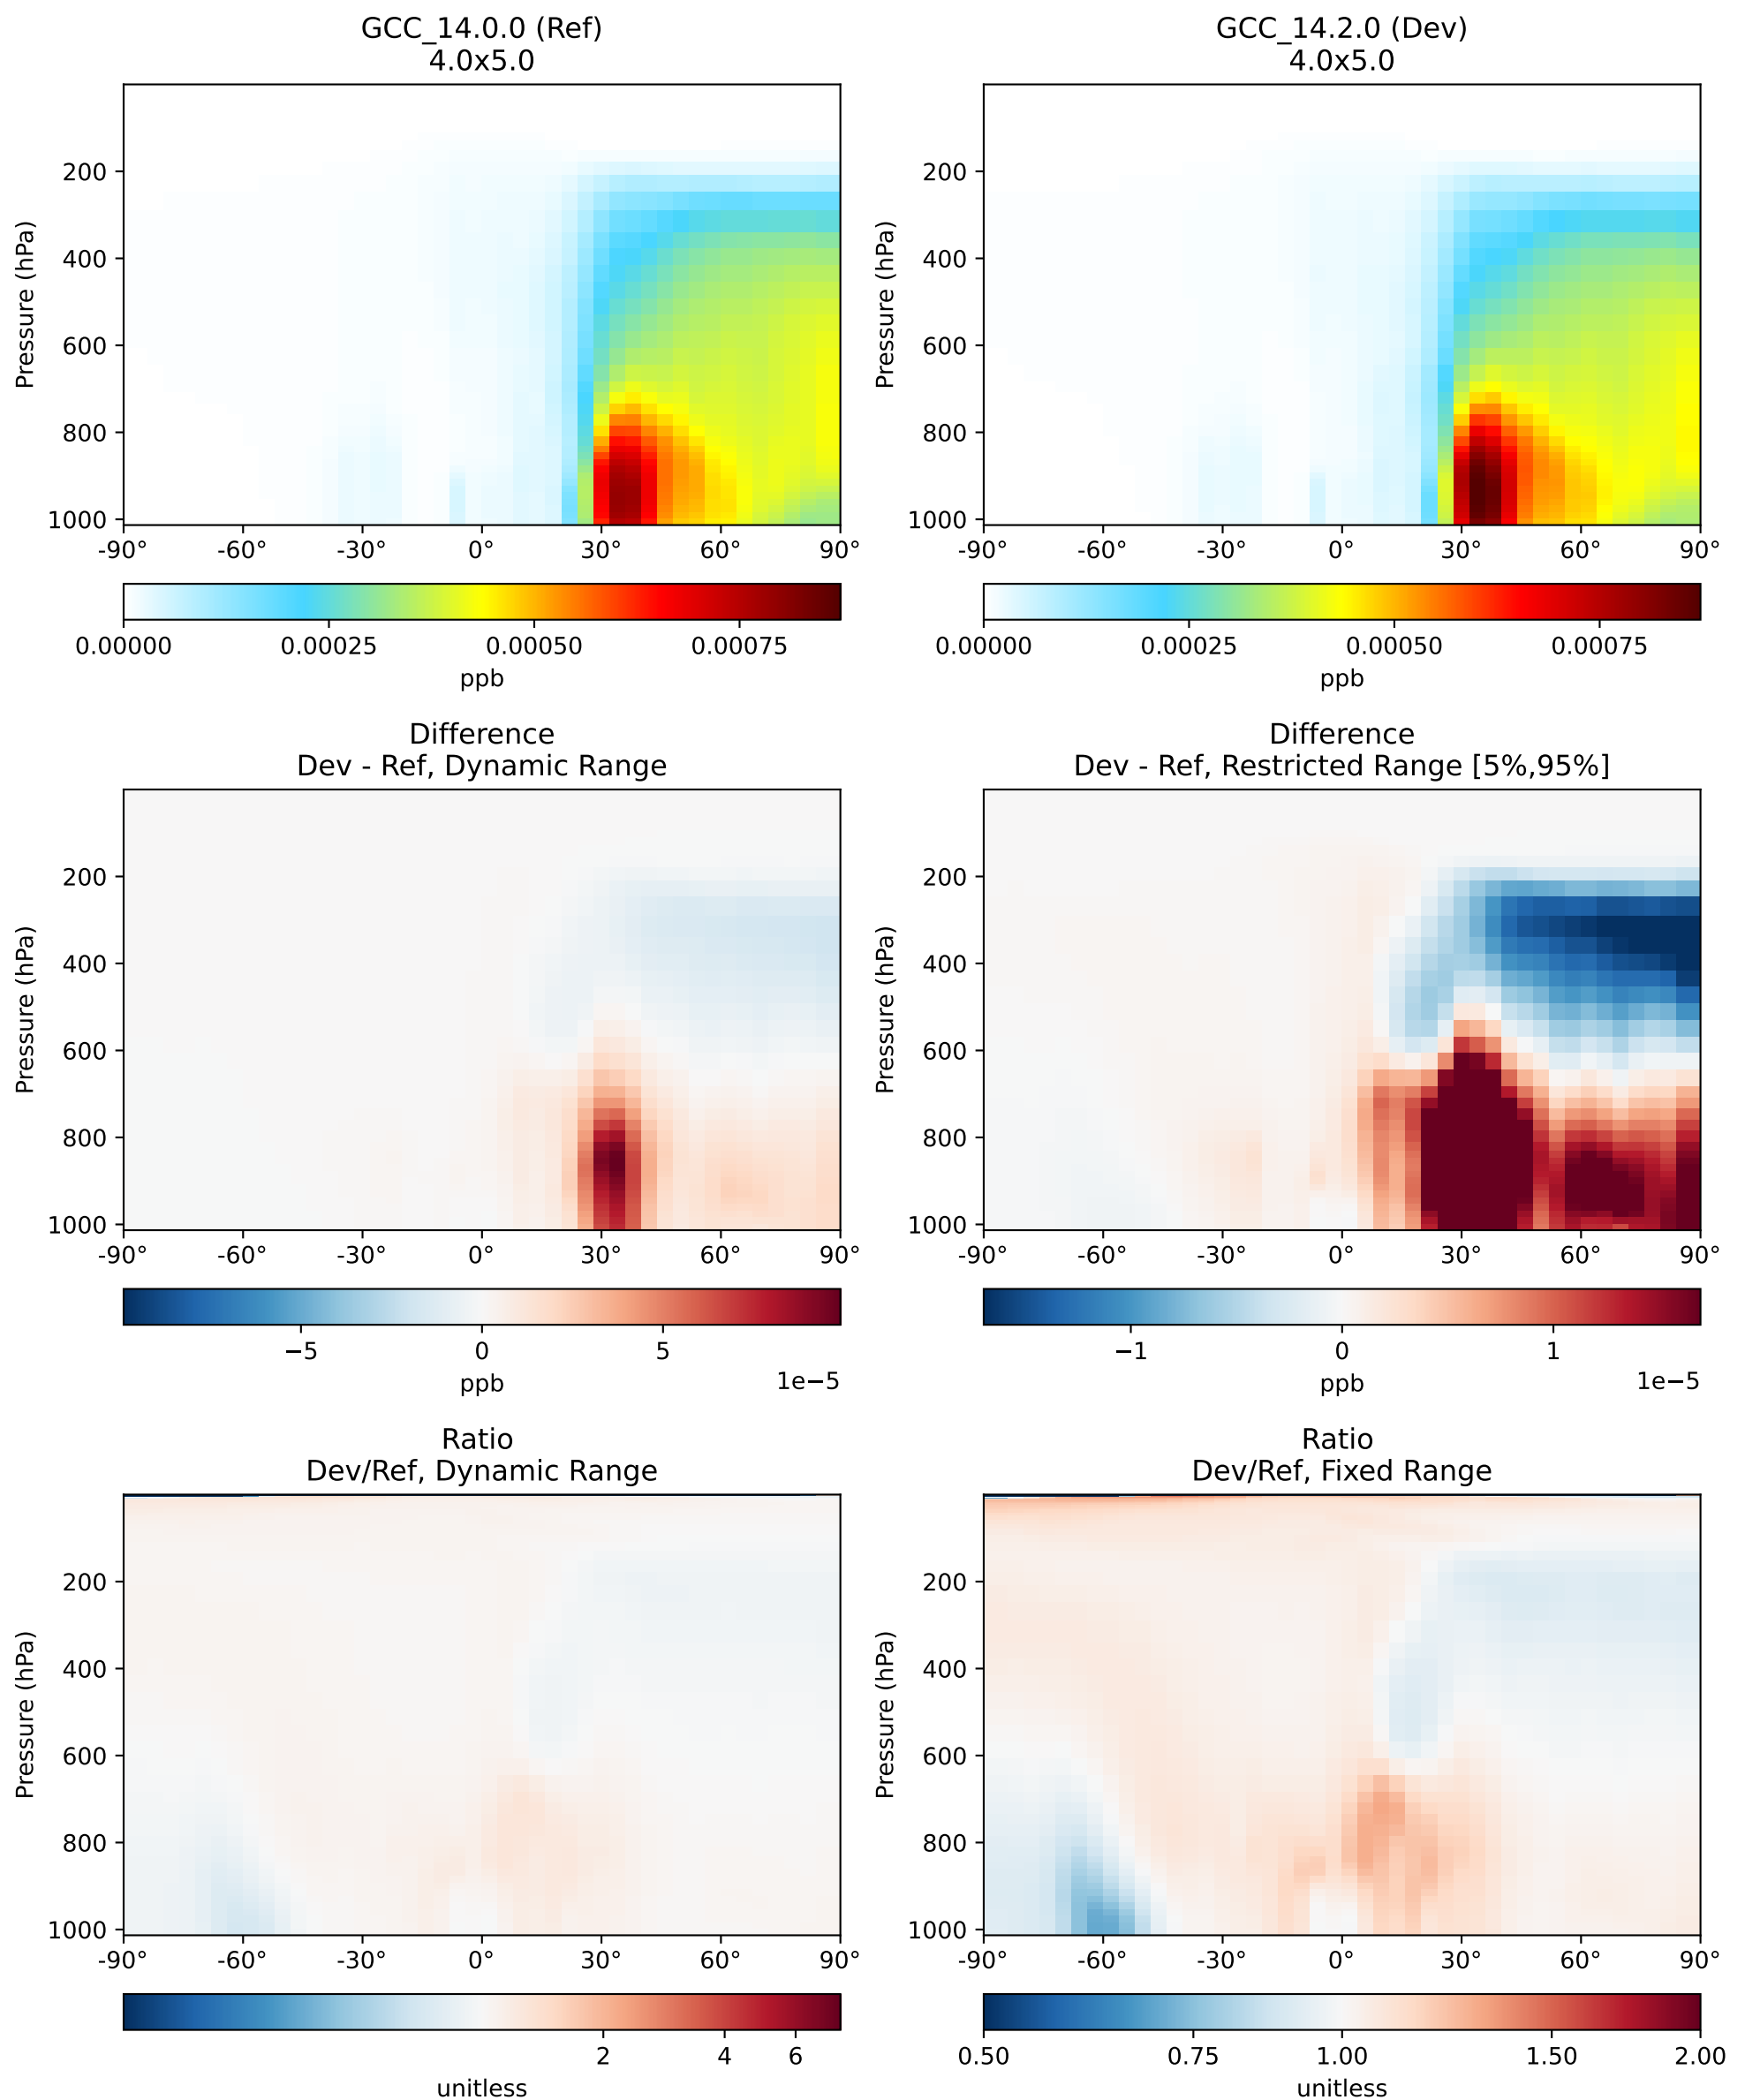 GCC_14.0.0 (Ref)
4.0x5.0
Pressure (hPa)
200
400
600
800
1000
-90° -60° -30° 0° 30° 60° 90°
0.00000 0.00025 0.00050 0.00075
ppb
GCC_14.2.0 (Dev)
4.0x5.0
Pressure (hPa)
200
400
600
800
1000
-90° -60° -30° 0° 30° 60° 90°
0.00000 0.00025 0.00050 0.00075
ppb
Difference
Dev - Ref, Dynamic Range
Pressure (hPa)
200
400
600
800
1000
-90° -60° -30° 0° 30° 60° 90°
−5 0 5
1e−5
ppb
Difference
Dev - Ref, Restricted Range [5%,95%]
Pressure (hPa)
200
400
600
800
1000
-90° -60° -30° 0° 30° 60° 90°
−1 0 1
1e−5
ppb
Ratio
Dev/Ref, Dynamic Range
Pressure (hPa)
200
400
600
800
1000
-90° -60° -30° 0° 30° 60° 90°
2 4 6
unitless
Ratio
Dev/Ref, Fixed Range
Pressure (hPa)
200
400
600
800
1000
-90° -60° -30° 0° 30° 60° 90°
0.50 0.75 1.00 1.50 2.00
unitless